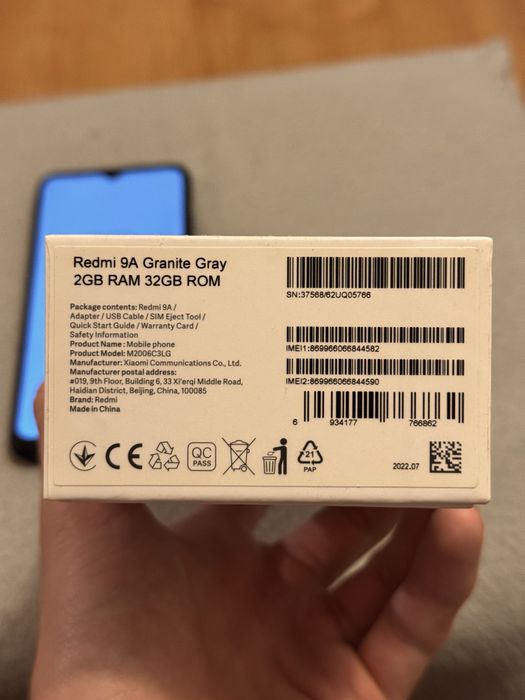 Redmi 9A Granite Gray
2GB RAM 32GB ROM
Package contents: Redmi 9A /
Adapter / USB Cable / SIM Eject Tool /
Quick Start Guide / Warranty Card /
Safety Information
Product Name: Mobile phone
Product Model: M2006C3LG
Manufacturer: Xiaomi Communications Co., Ltd.
Manufacturer postal address:
#019, 9th Floor, Building 6, 33 Xi'erqi Middle Road,
Haidian District, Beijing, China, 100085
Brand: Redmi
Made in China
SN:37568/62UQ05766
IMEI1:869966066844582
IMEI2:869966066844590
6 934177 766862
CE
QC
PASS
21
PAP
2022.07